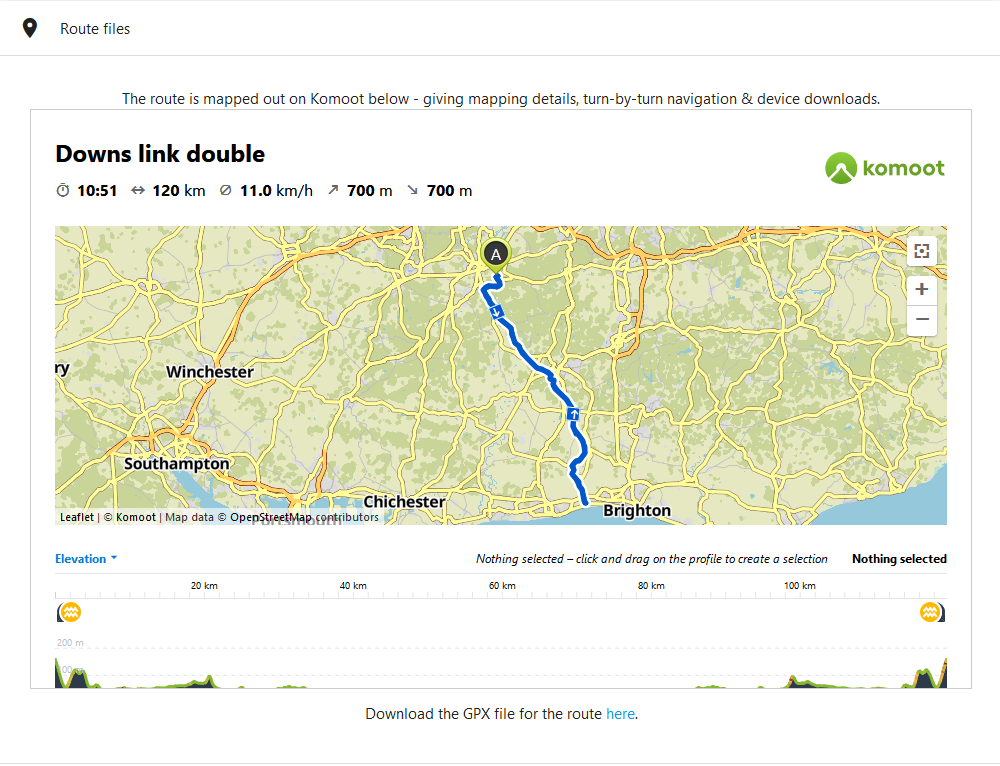 Route files
The route is mapped out on Komoot below - giving mapping details, turn-by-turn navigation & device downloads.
Downs link double
komoot
10:51 120 km 11.0 km/h 700 m 700 m
A
+
−
ry
Winchester
Southampton
Chichester
Brighton
Portsmouth
Leaflet | © Komoot | Map data © OpenStreetMap contributors
Elevation Nothing selected – click and drag on the profile to create a selection Nothing selected
20 km 40 km 60 km 80 km 100 km
200 m
100 m
Download the GPX file for the route here.